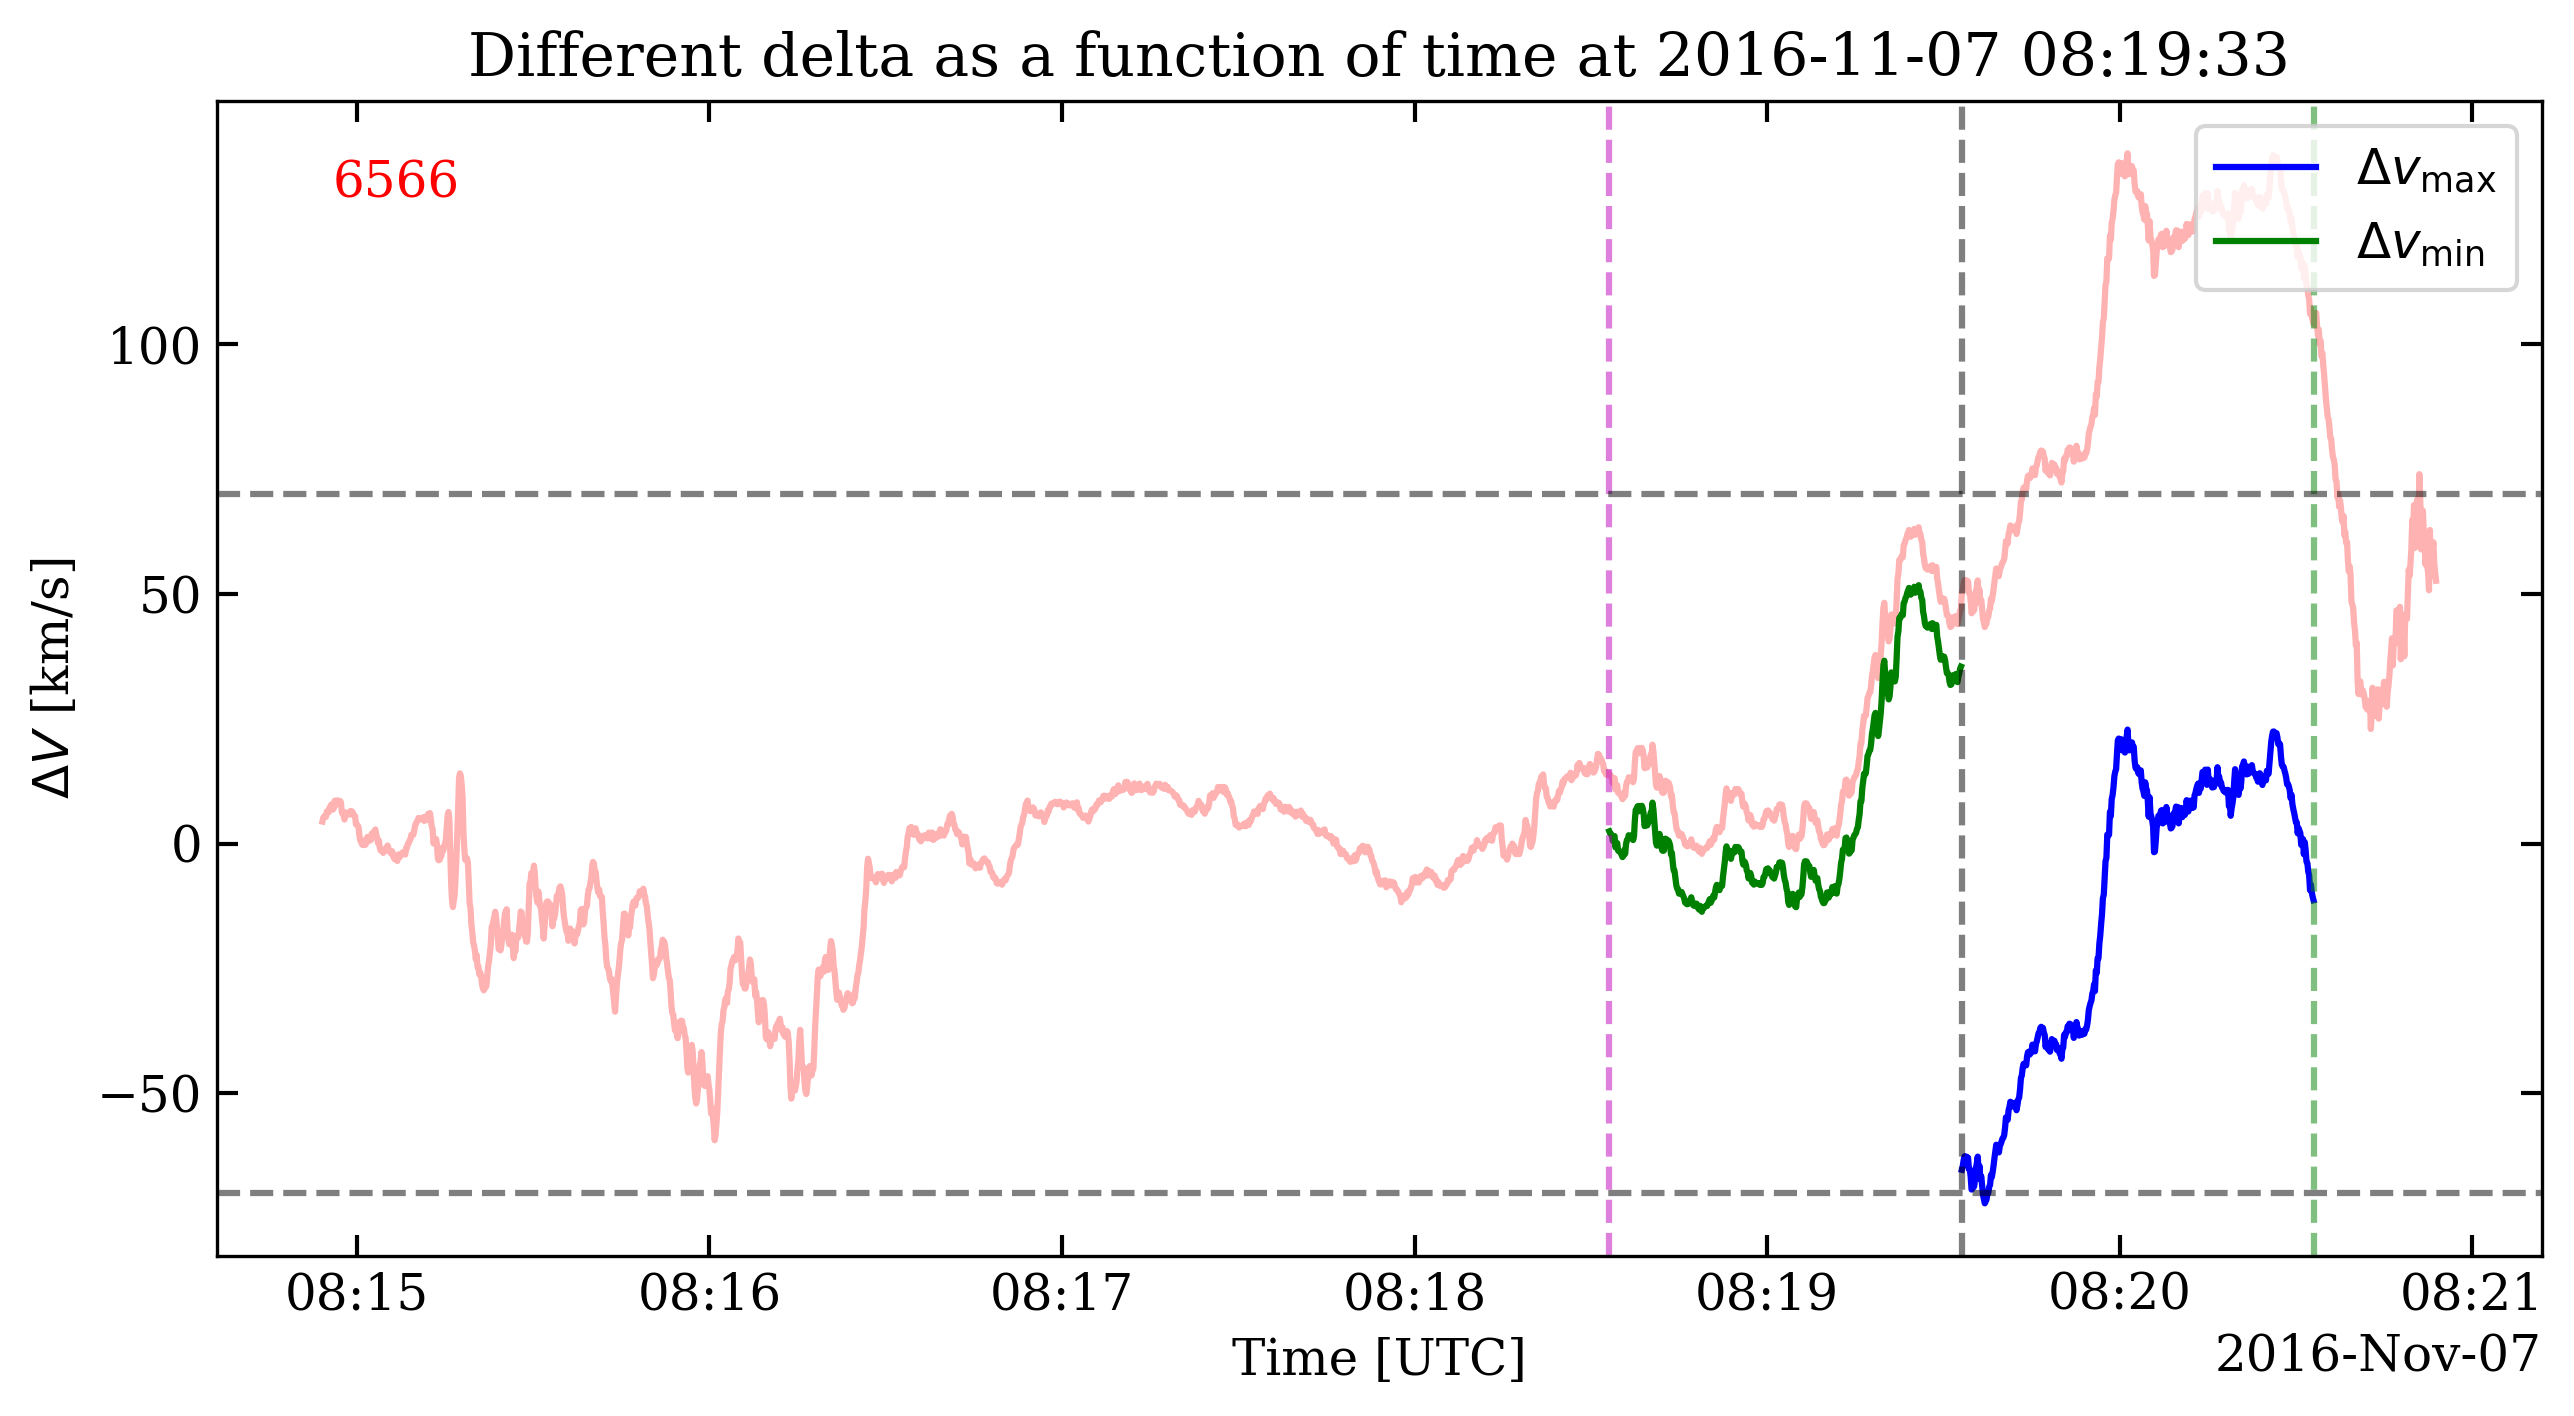 Different delta as a function of time at 2016-11-07 08:19:33
6566
Δv_max
Δv_min
100
50
0
−50
ΔV [km/s]
08:15 08:16 08:17 08:18 08:19 08:20 08:21
Time [UTC]
2016-Nov-07